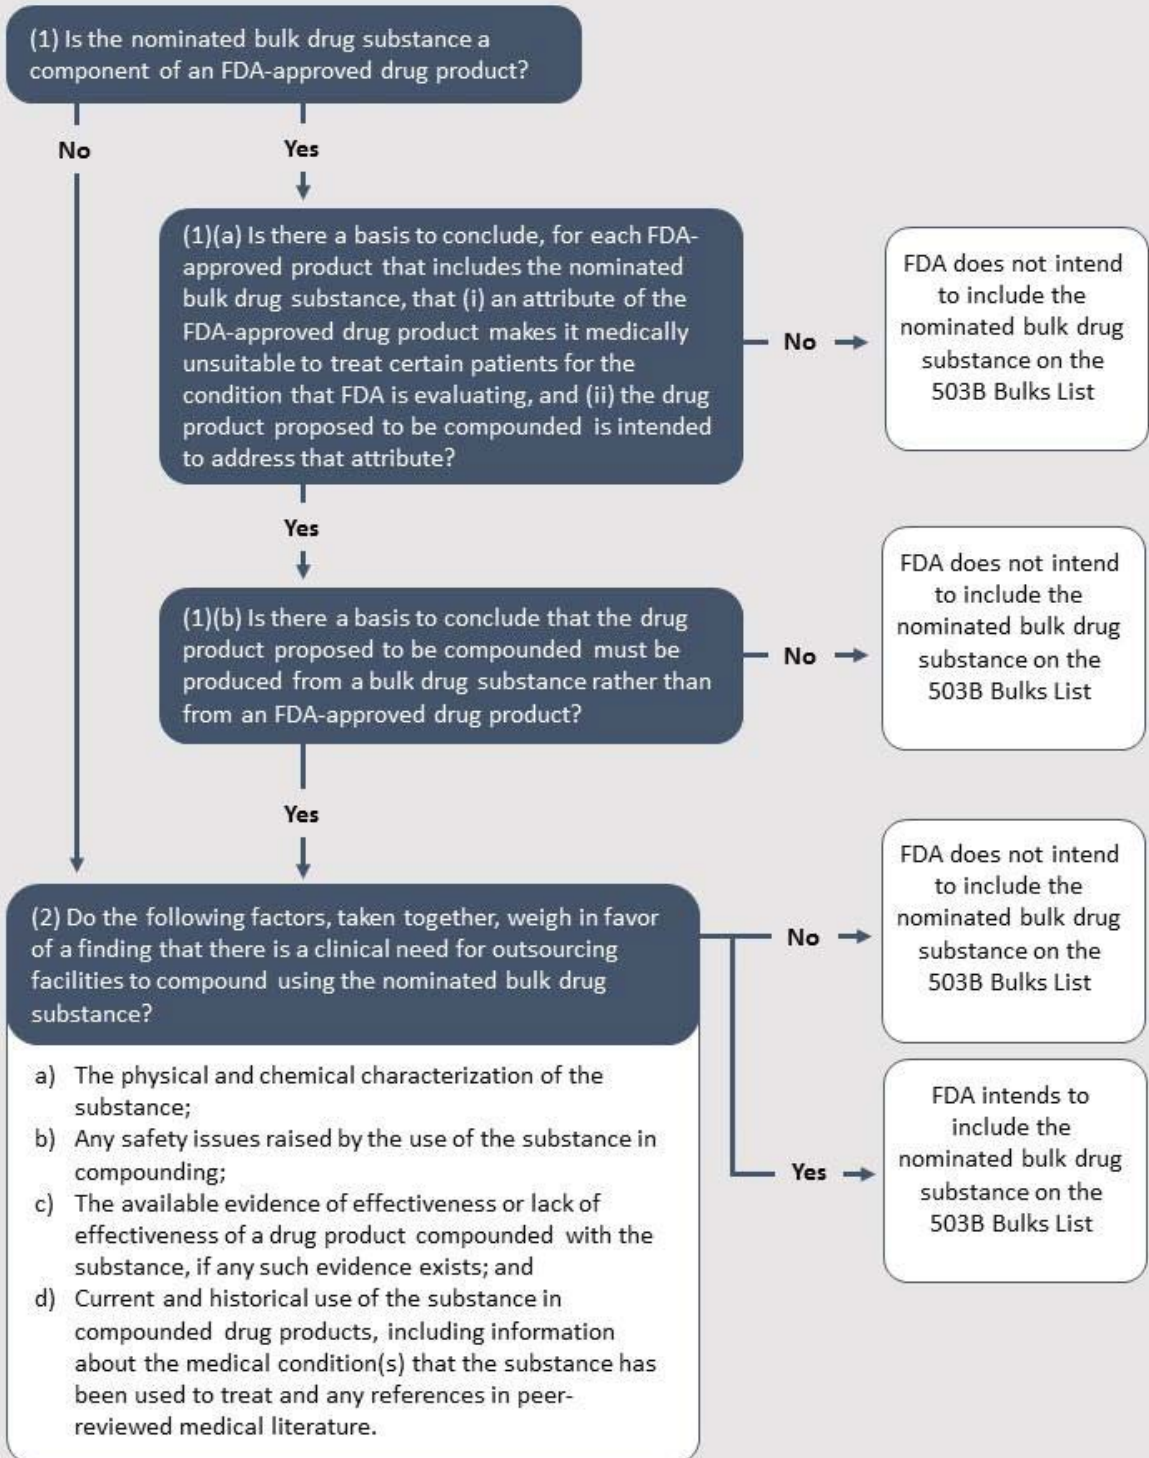 (1) Is the nominated bulk drug substance a
component of an FDA-approved drug product?
No
Yes
(1)(a) Is there a basis to conclude, for each FDA-
approved product that includes the nominated
bulk drug substance, that (i) an attribute of the
FDA-approved drug product makes it medically
unsuitable to treat certain patients for the
condition that FDA is evaluating, and (ii) the drug
product proposed to be compounded is intended
to address that attribute?
No
FDA does not intend
to include the
nominated bulk drug
substance on the
503B Bulks List
Yes
(1)(b) Is there a basis to conclude that the drug
product proposed to be compounded must be
produced from a bulk drug substance rather than
from an FDA-approved drug product?
No
FDA does not intend
to include the
nominated bulk drug
substance on the
503B Bulks List
Yes
(2) Do the following factors, taken together, weigh in favor
of a finding that there is a clinical need for outsourcing
facilities to compound using the nominated bulk drug
substance?
No
FDA does not intend
to include the
nominated bulk drug
substance on the
503B Bulks List
a) The physical and chemical characterization of the
substance;
b) Any safety issues raised by the use of the substance in
compounding;
c) The available evidence of effectiveness or lack of
effectiveness of a drug product compounded with the
substance, if any such evidence exists; and
d) Current and historical use of the substance in
compounded drug products, including information
about the medical condition(s) that the substance has
been used to treat and any references in peer-
reviewed medical literature.
Yes
FDA intends to
include the
nominated bulk drug
substance on the
503B Bulks List